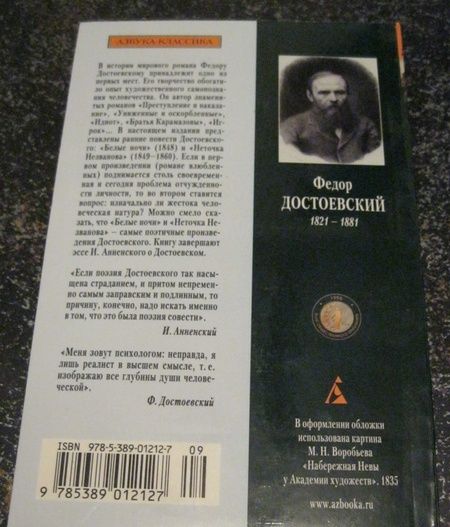 АЗБУКА-КЛАССИКА
В истории мирового романа Федору
Достоевскому принадлежит одно из
первых мест. Его творчество обогати-
ло опыт художественного самопозна-
ния человечества. Он автор знамени-
тых романов «Преступление и наказа-
ние», «Униженные и оскорбленные»,
«Идиот», «Братья Карамазовы», «Иг-
рок»... В настоящем издании предс-
тавлены ранние повести Достоевско-
го: «Белые ночи» (1848) и «Неточка
Незванова» (1849–1860). Если в пер-
вом произведении (романе влюблен-
ных) поднимается столь своевремен-
ная и сегодня проблема отчужденно-
сти личности, то во втором ставится
вопрос: изначально ли жестока чело-
веческая натура? Можно смело ска-
зать, что «Белые ночи» и «Неточка Не-
званова» – самые поэтичные произве-
дения Достоевского. Книгу завершают
эссе И. Анненского о Достоевском.
«Если поэзия Достоевского так насы-
щена страданием, и притом непремен-
но самым заправским и подлинным, то
причину, конечно, надо искать именно
в том, что это была поэзия совести».
И. Анненский
«Меня зовут психологом: неправда, я
лишь реалист в высшем смысле, т. е.
изображаю все глубины души челове-
ческой».
Ф. Достоевский
ISBN 978-5-389-01212-7
09
9 785389 012127
Федор
ДОСТОЕВСКИЙ
1821 – 1881
В оформлении обложки
использована картина
М. Н. Воробьева
«Набережная Невы
у Академии художеств». 1835
www.azbooka.ru